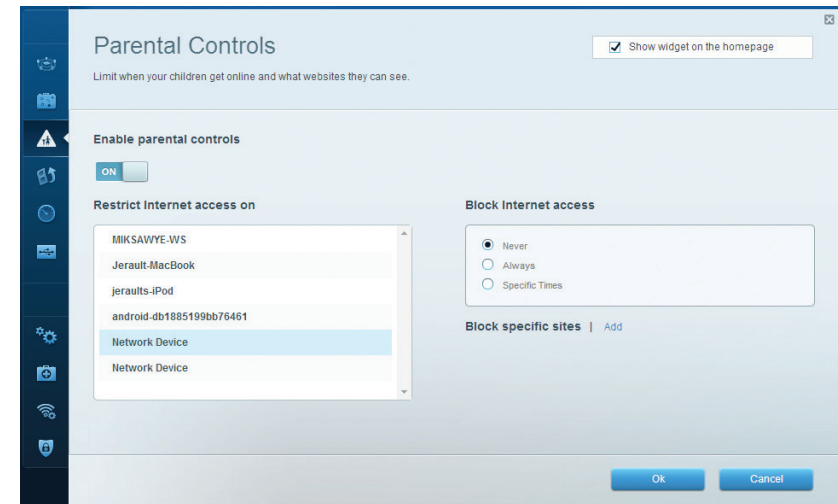 Parental Controls
Show widget on the homepage
Limit when your children get online and what websites they can see.
Enable parental controls
ON
Restrict Internet access on
MIKSAWYE-WS
Jerault-MacBook
jeraults-iPod
android-db1885199bb76461
Network Device
Network Device
Block Internet access
Never
Always
Specific Times
Block specific sites | Add
Ok
Cancel